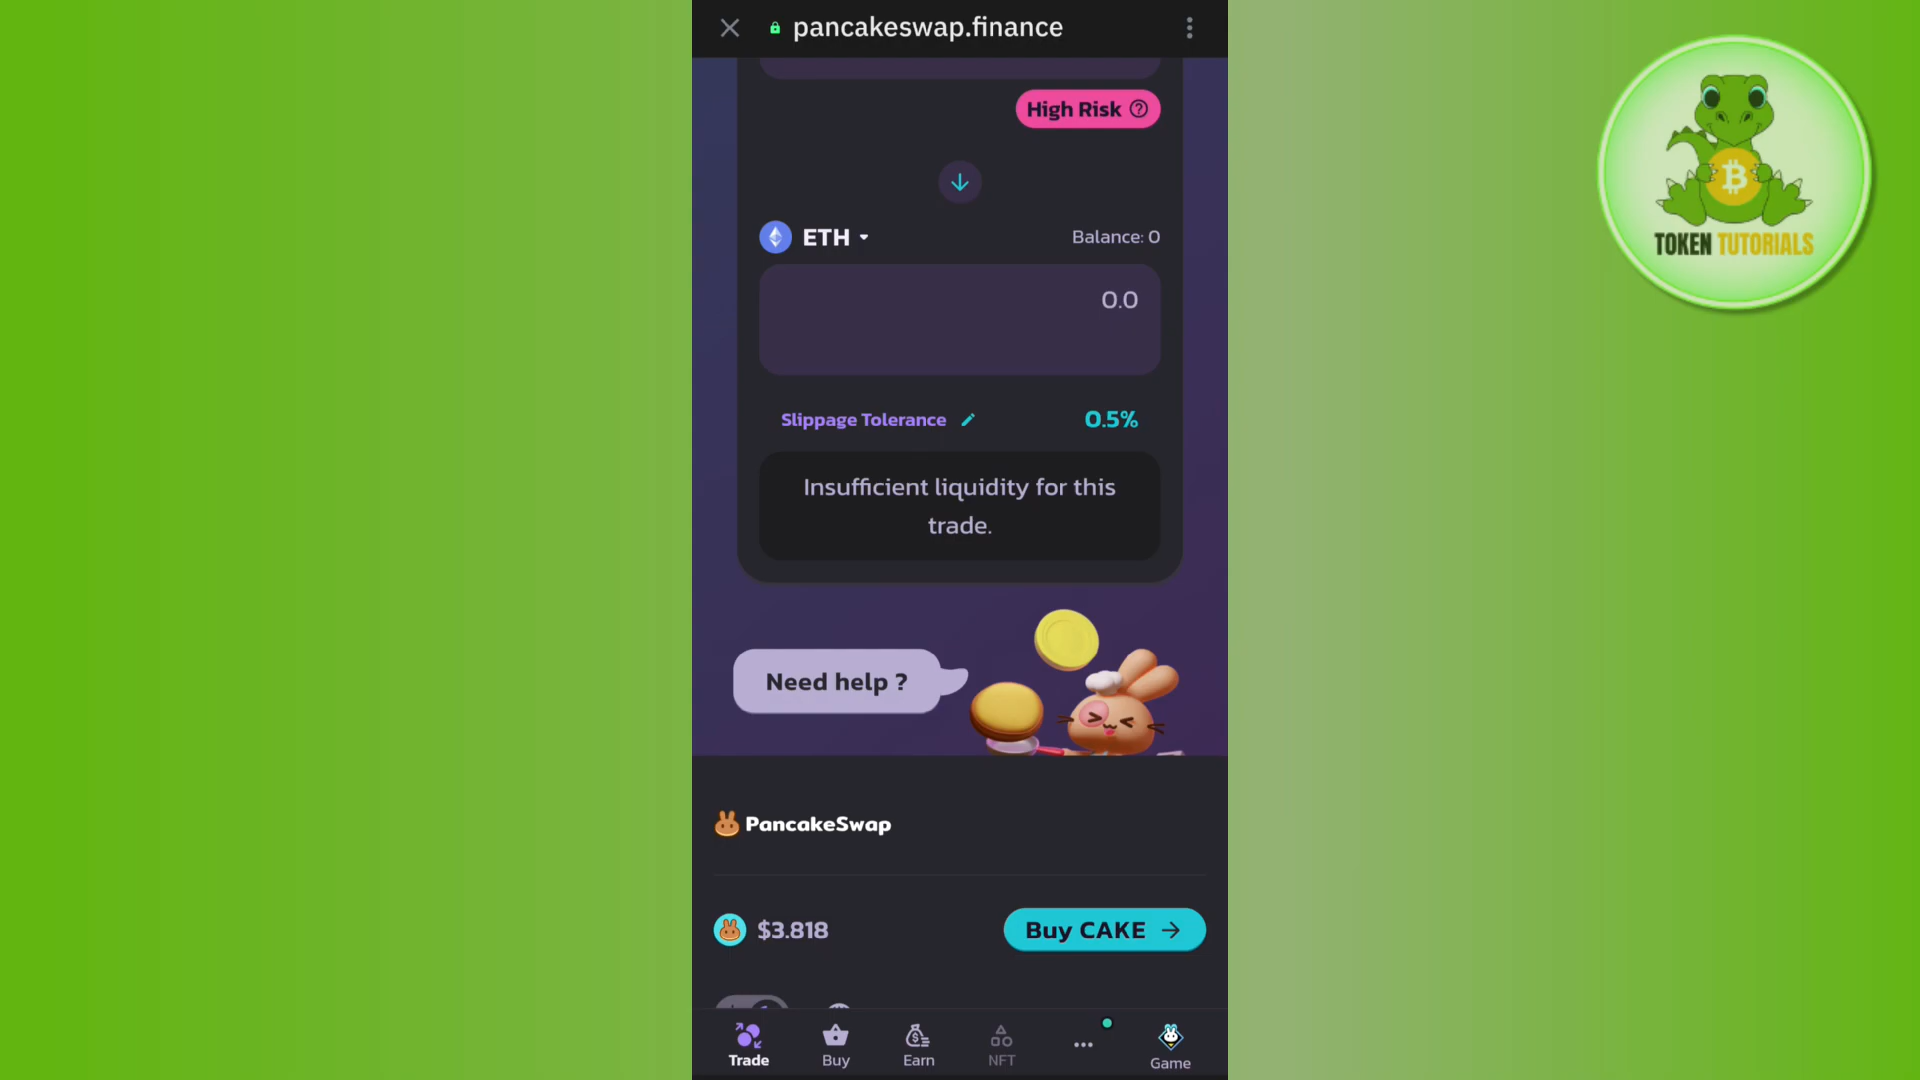 pancakeswap.finance
High Risk
ETH
Balance: 0
0.0
Slippage Tolerance
0.5%
Insufficient liquidity for this
trade.
Need help ?
PancakeSwap
$3.818
Buy CAKE
Trade
Buy
Earn
NFT
Game
TOKEN TUTORIALS